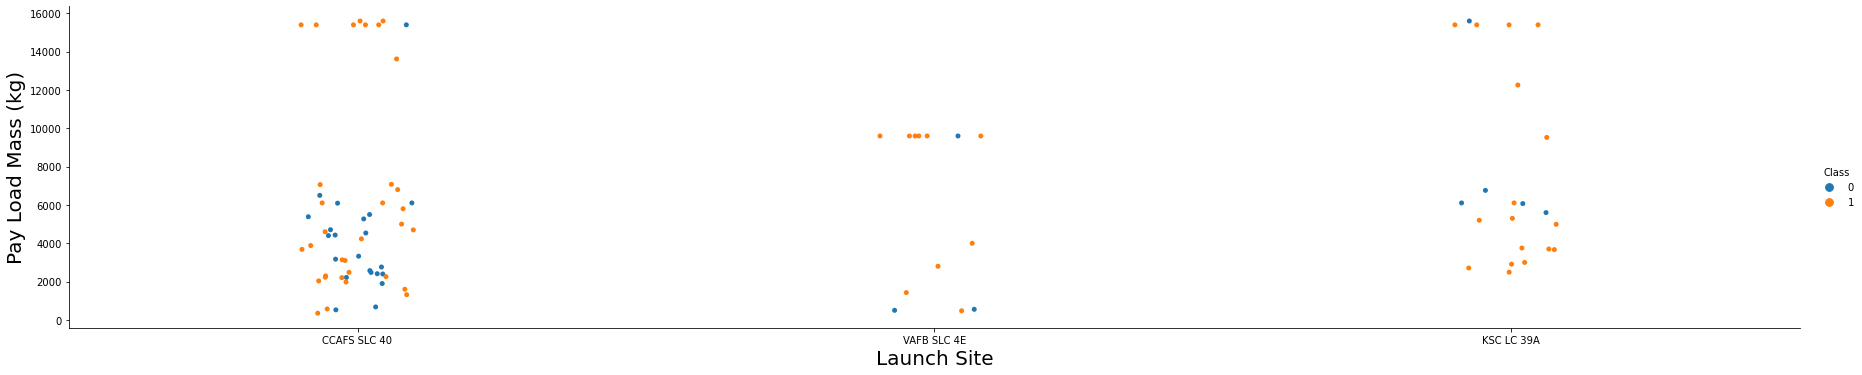 Pay Load Mass (kg)
16000
14000
12000
10000
8000
6000
4000
2000
0
CCAFS SLC 40
VAFB SLC 4E
KSC LC 39A
Launch Site
Class
0
1